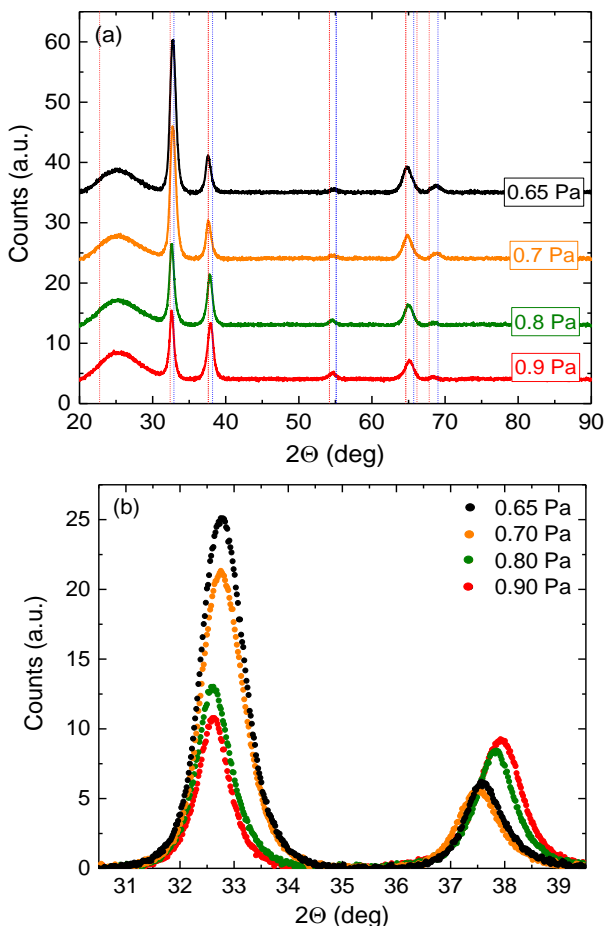 (a)
60
50
40
30
20
10
0
Counts (a.u.)
0.65 Pa
0.7 Pa
0.8 Pa
0.9 Pa
20 30 40 50 60 70 80 90
2Θ (deg)
(b)
0.65 Pa
0.70 Pa
0.80 Pa
0.90 Pa
25
20
15
10
5
0
Counts (a.u.)
31 32 33 34 35 36 37 38 39
2Θ (deg)